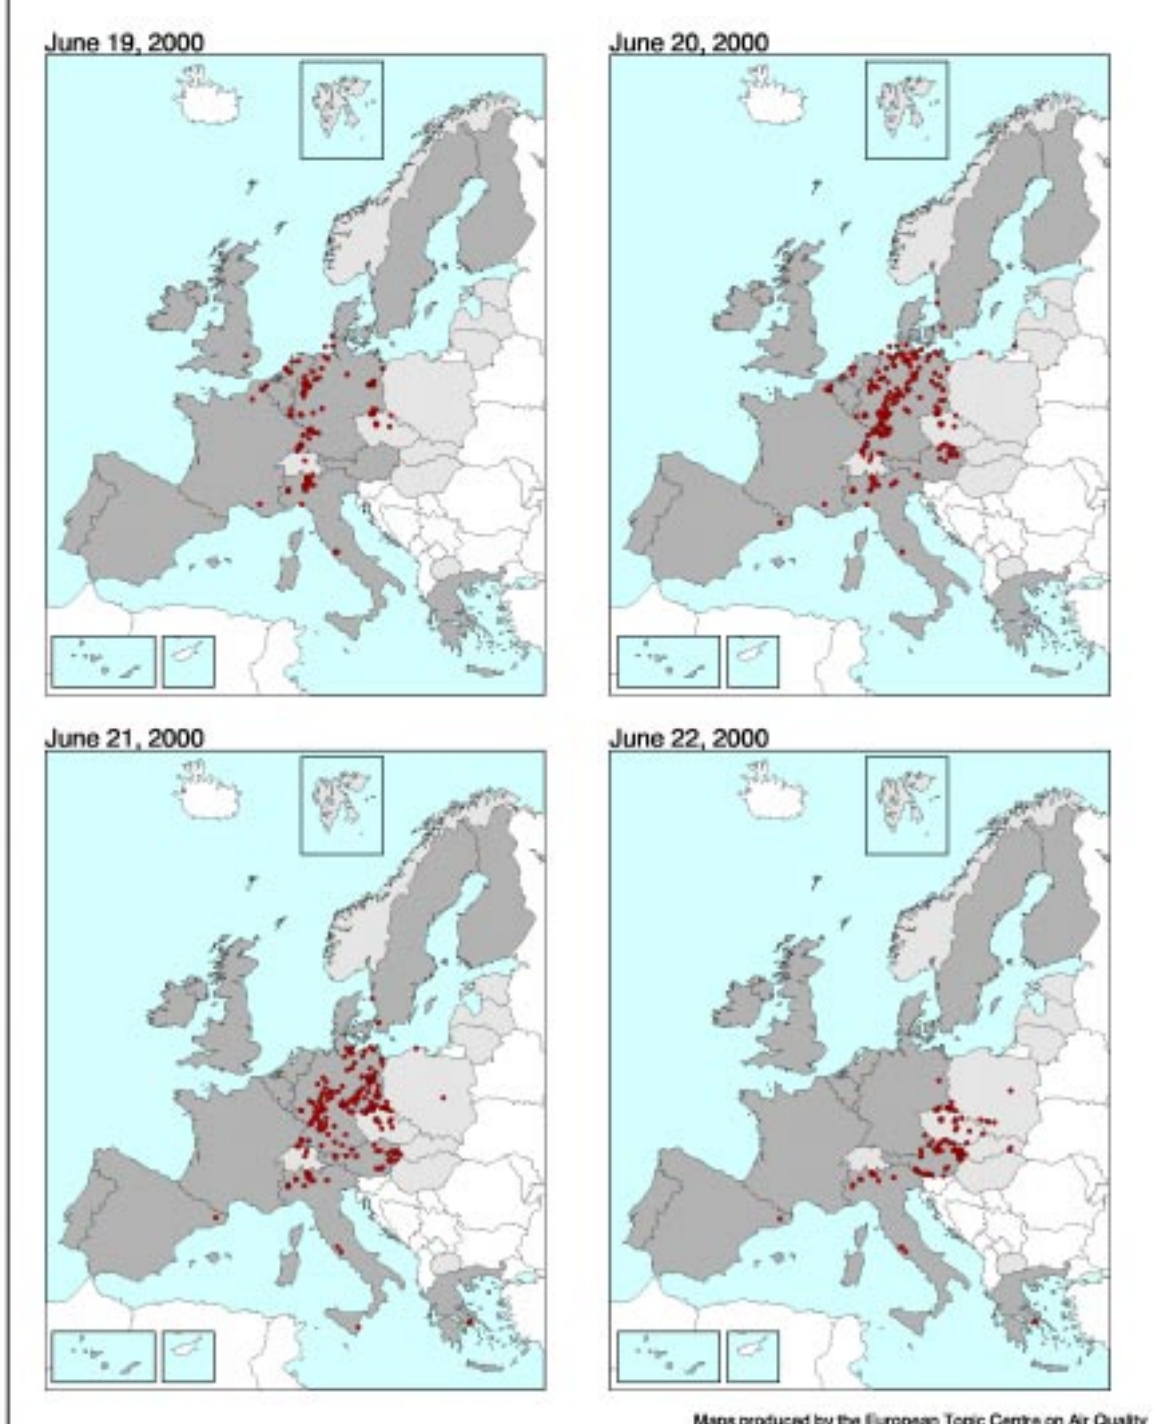 June 19, 2000
June 20, 2000
June 21, 2000
June 22, 2000
Maps produced by the European Topic Centre on Air Quality